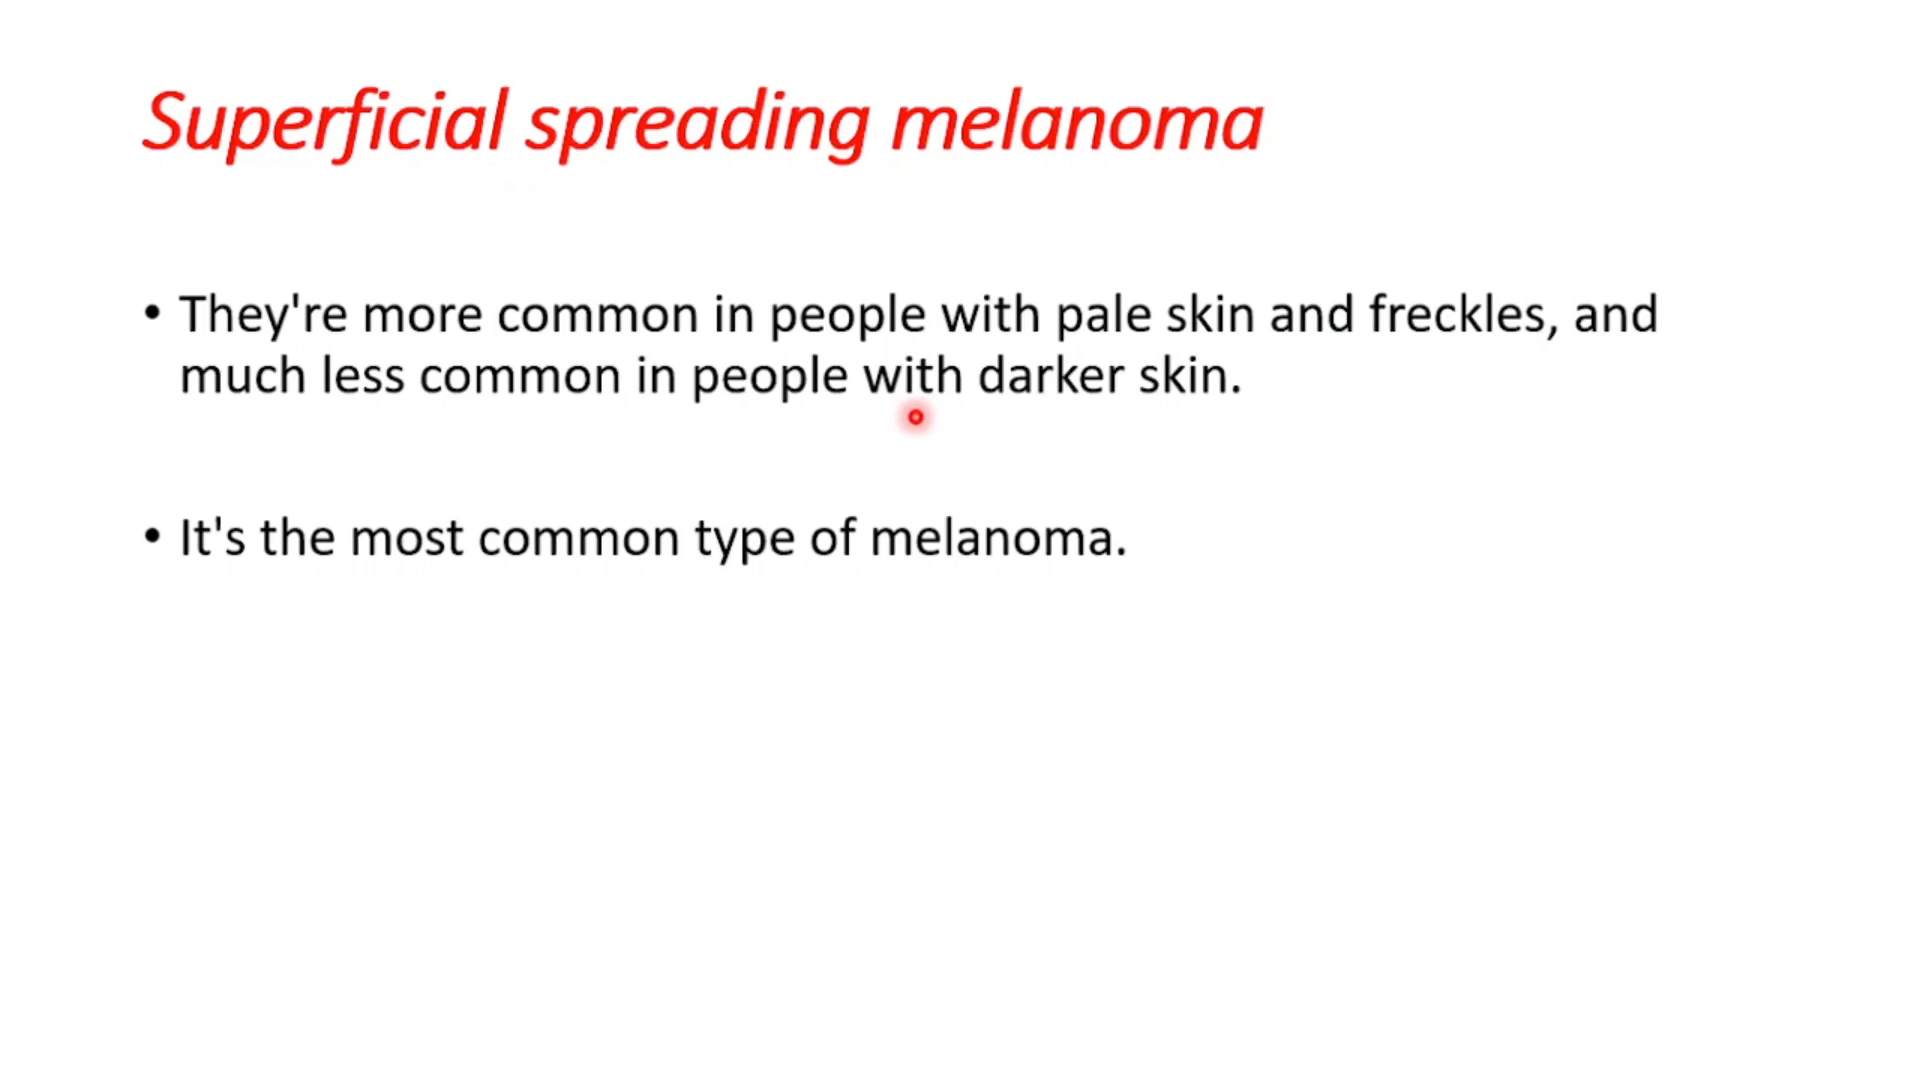 Superficial spreading melanoma
• They're more common in people with pale skin and freckles, and
much less common in people with darker skin.
• It's the most common type of melanoma.